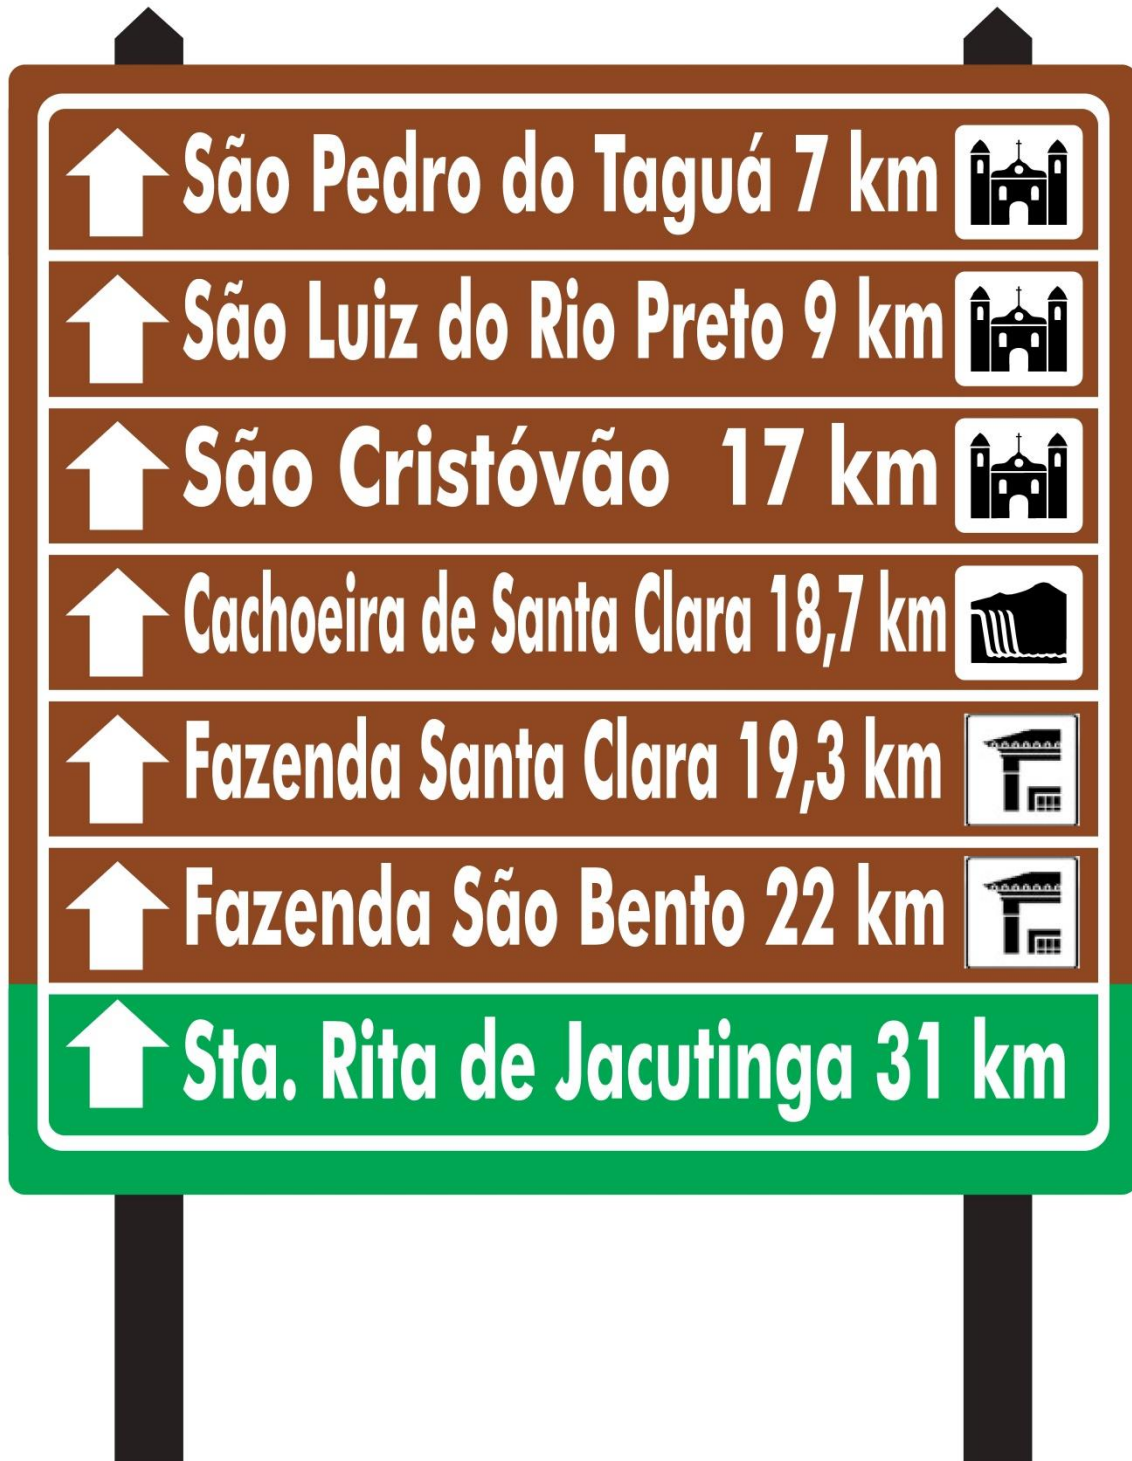 São Pedro do Taguá 7 km
São Luiz do Rio Preto 9 km
São Cristóvão 17 km
Cachoeira de Santa Clara 18,7 km
Fazenda Santa Clara 19,3 km
Fazenda São Bento 22 km
Sta. Rita de Jacutinga 31 km